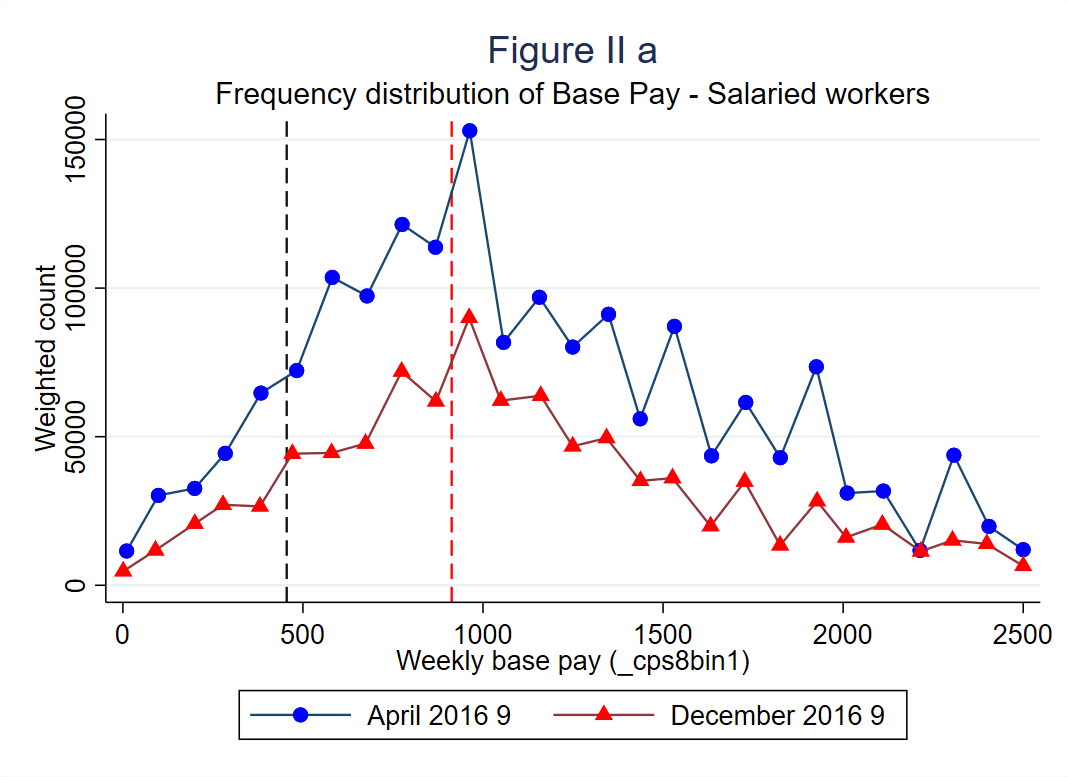 Figure II a
Frequency distribution of Base Pay - Salaried workers
Weighted count
150000
100000
50000
0
0 500 1000 1500 2000 2500
Weekly base pay (_cps8bin1)
April 2016 9 December 2016 9